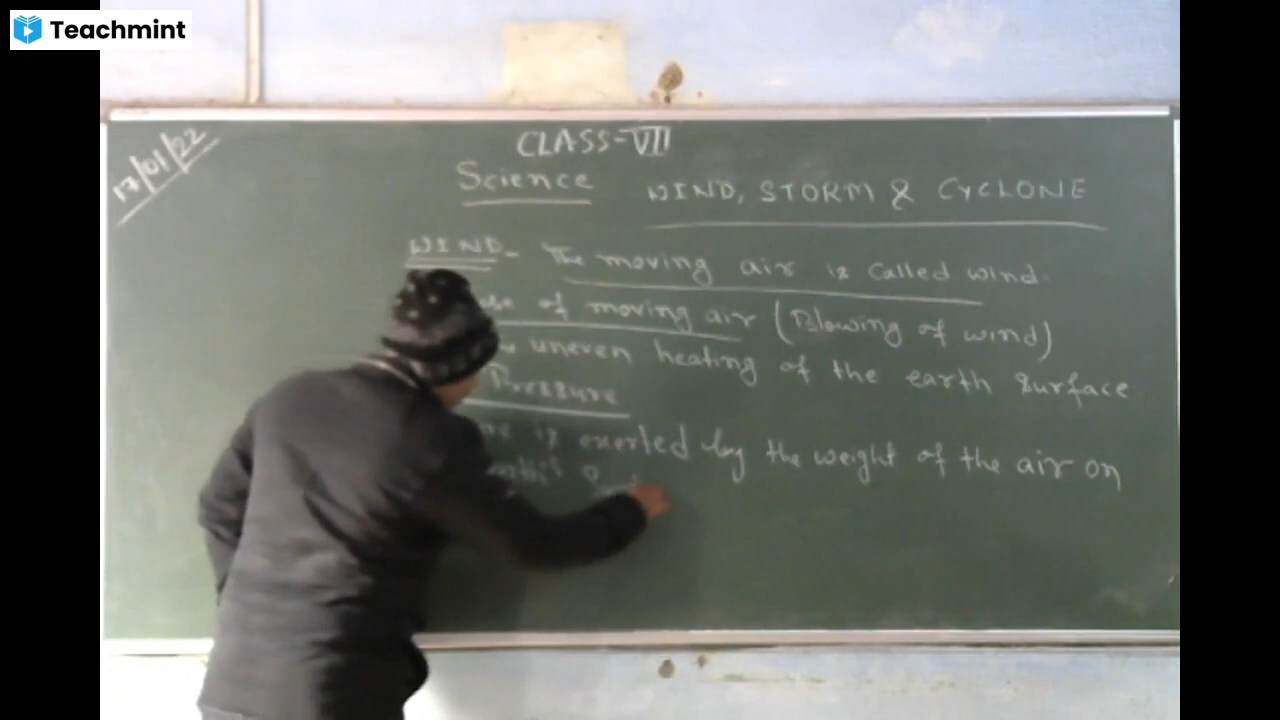 Teachmint
17/01/22
CLASS-VII
Science WIND, STORM & CYCLONE
WIND- The moving air is called wind.
of moving air (Blowing of wind)
uneven heating of the earth surface
Pressure
is exerted by the weight of the air on